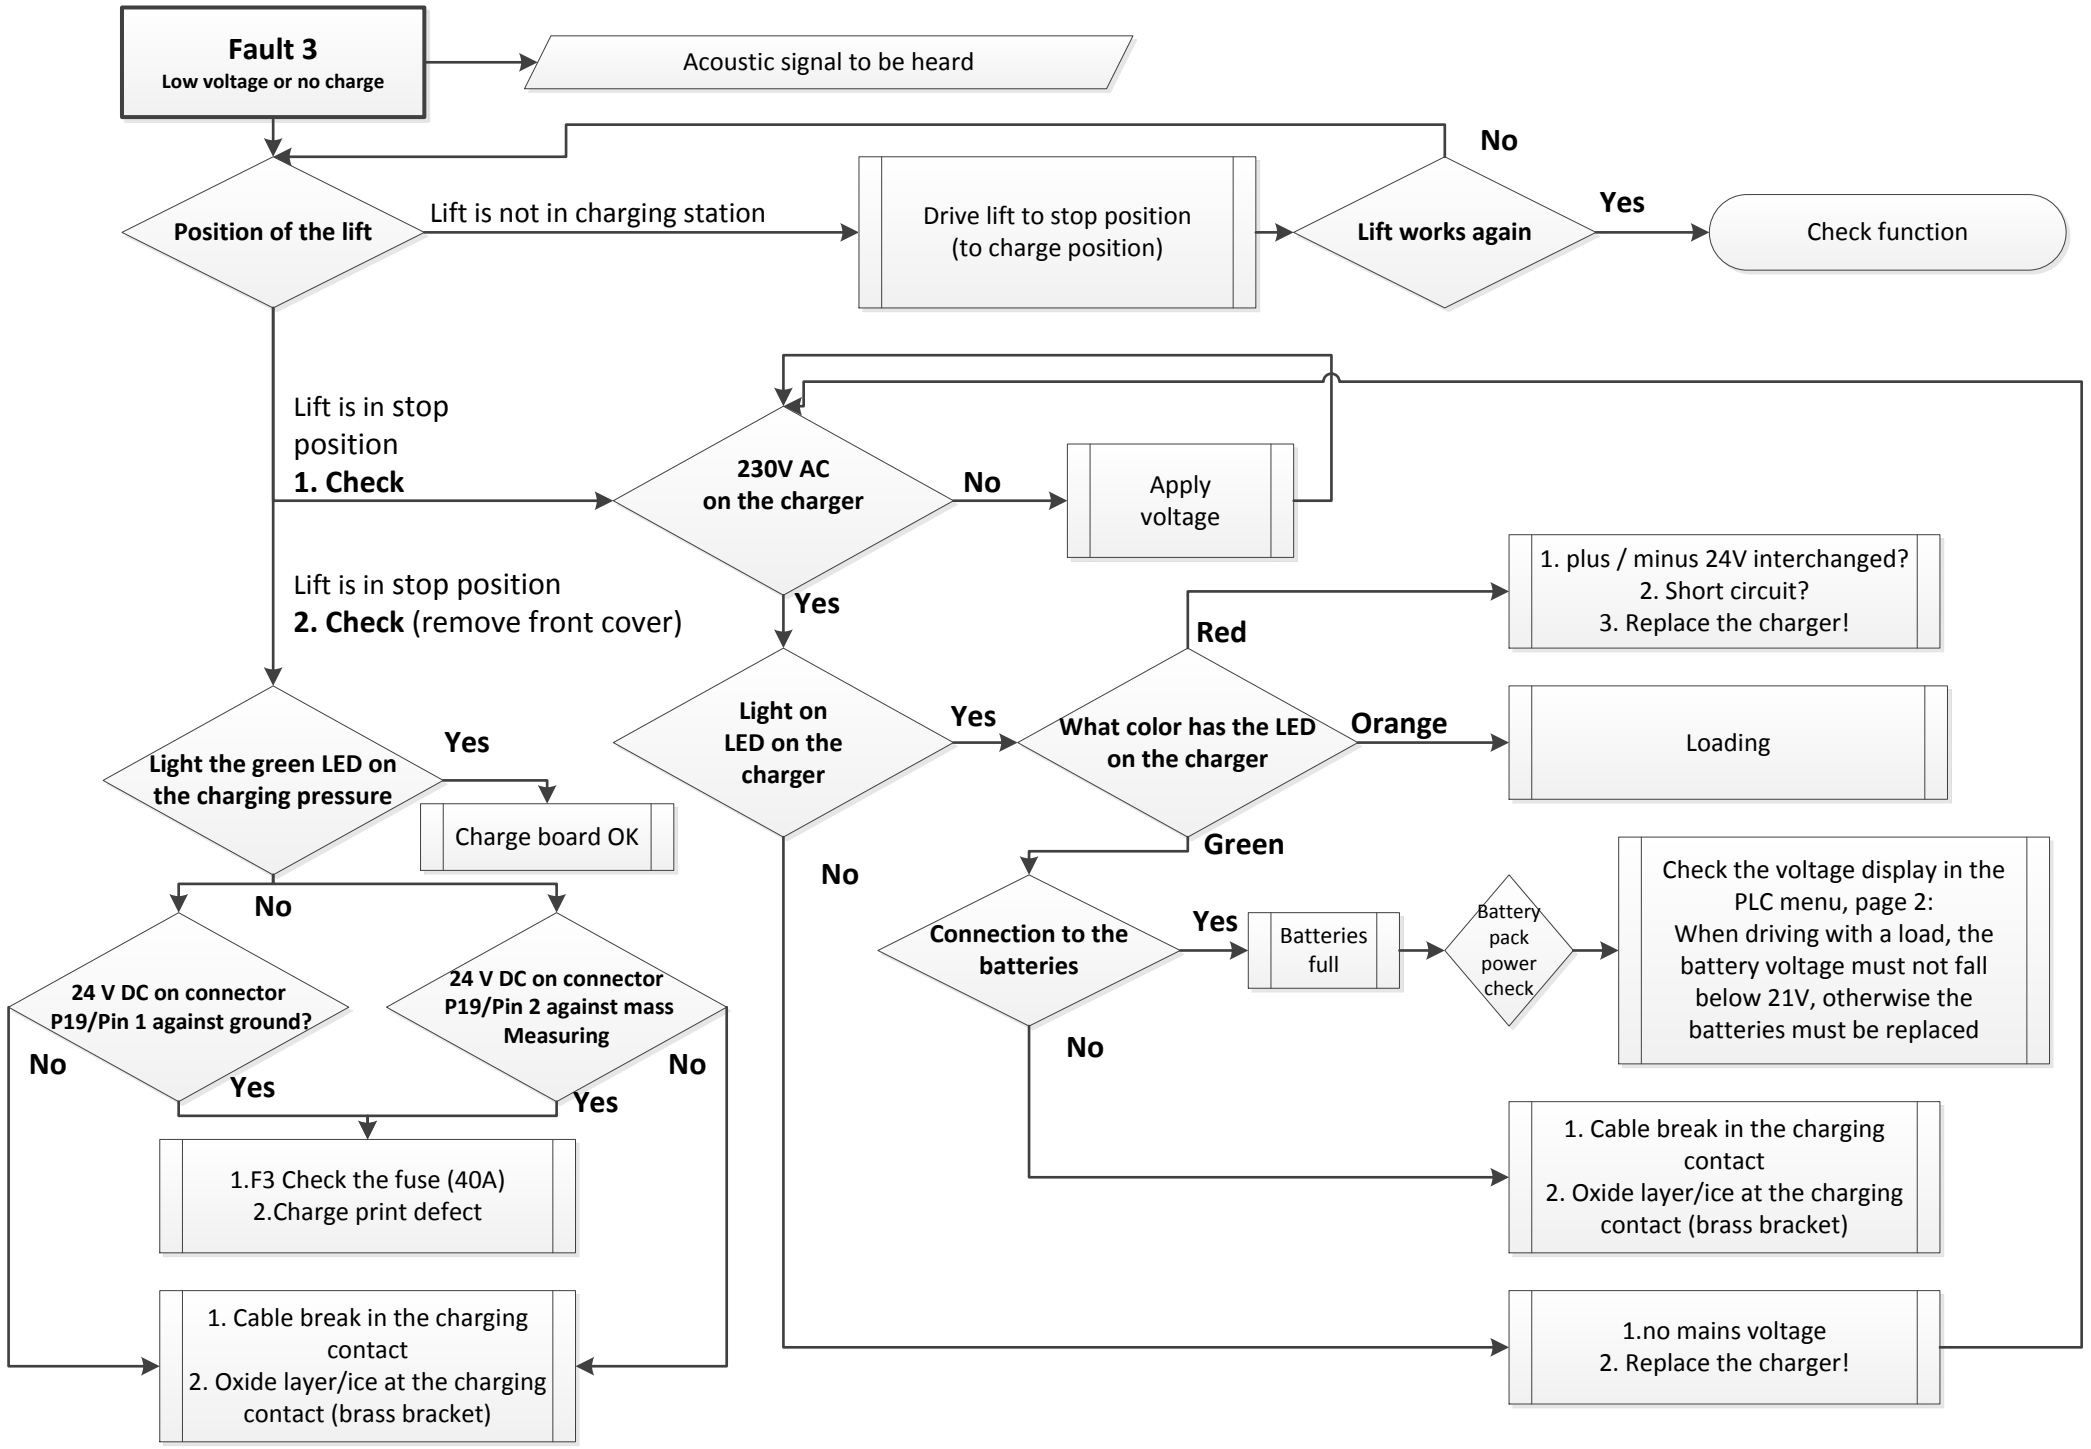 Fault 3
Low voltage or no charge
Acoustic signal to be heard
No
Position of the lift
Lift is not in charging station
Drive lift to stop position
(to charge position)
Lift works again
Yes
Check function
Lift is in stop
position
1. Check
230V AC
on the charger
No
Apply
voltage
Yes
Lift is in stop position
2. Check (remove front cover)
Red
1. plus / minus 24V interchanged?
2. Short circuit?
3. Replace the charger!
Light the green LED on
the charging pressure
Yes
Charge board OK
Light on
LED on the
charger
Yes
What color has the LED
on the charger
Orange
Loading
Green
No
No
Connection to the
batteries
Yes
Batteries
full
Battery
pack
power
check
Check the voltage display in the
PLC menu, page 2:
When driving with a load, the
battery voltage must not fall
below 21V, otherwise the
batteries must be replaced
No
24 V DC on connector
P19/Pin 1 against ground?
24 V DC on connector
P19/Pin 2 against mass
Measuring
No
Yes
Yes
No
1.F3 Check the fuse (40A)
2.Charge print defect
1. Cable break in the charging
contact
2. Oxide layer/ice at the charging
contact (brass bracket)
1. Cable break in the charging
contact
2. Oxide layer/ice at the charging
contact (brass bracket)
1.no mains voltage
2. Replace the charger!